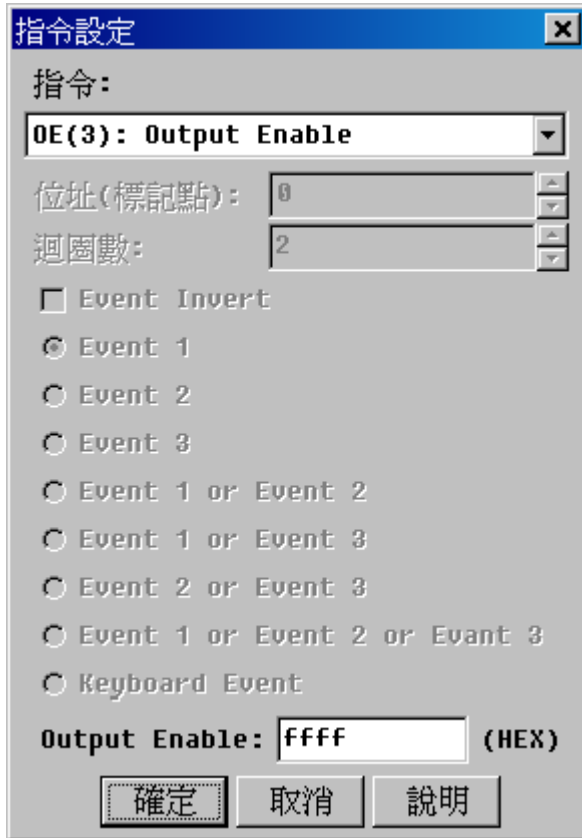 指令設定
指令:
OE(3): Output Enable
位址(標記點): 0
迴圈數: 2
Event Invert
Event 1
Event 2
Event 3
Event 1 or Event 2
Event 1 or Event 3
Event 2 or Event 3
Event 1 or Event 2 or Evant 3
Keyboard Event
Output Enable: ffff (HEX)
確定 取消 說明